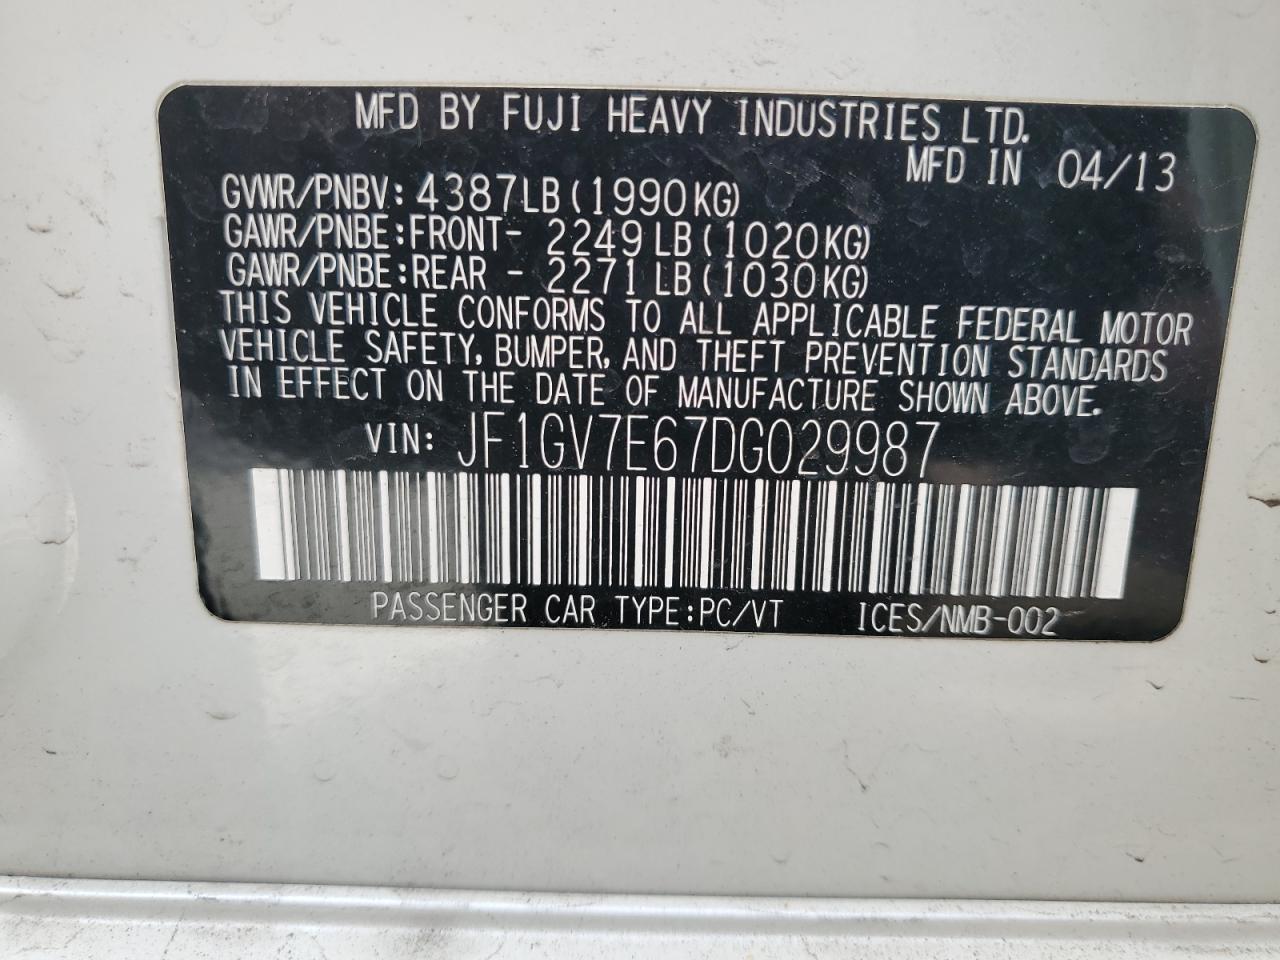 MFD BY FUJI HEAVY INDUSTRIES LTD.
MFD IN 04/13
GVWR/PNBV: 4387LB(1990KG)
GAWR/PNBE:FRONT- 2249LB(1020KG)
GAWR/PNBE:REAR - 2271LB(1030KG)
THIS VEHICLE CONFORMS TO ALL APPLICABLE FEDERAL MOTOR
VEHICLE SAFETY, BUMPER, AND THEFT PREVENTION STANDARDS
IN EFFECT ON THE DATE OF MANUFACTURE SHOWN ABOVE.
VIN: JF1GV7E67DG029987
PASSENGER CAR TYPE:PC/VT ICES/NMB-002